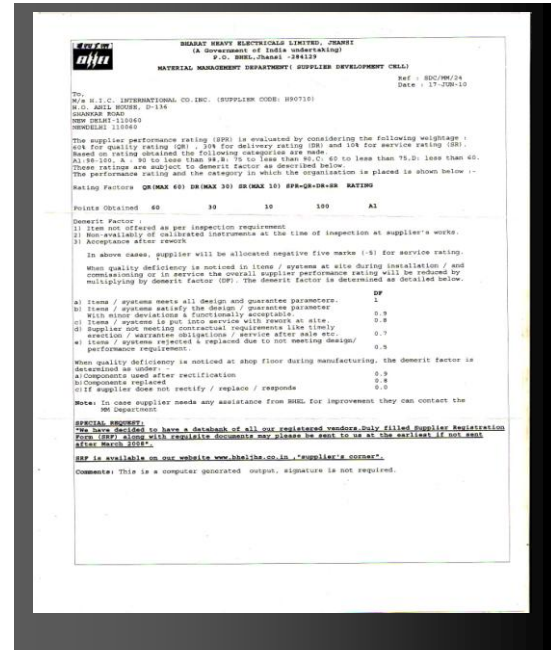 BHARAT HEAVY ELECTRICALS LIMITED, JHANSI
(A Government of India undertaking)
P.O. BHEL,Jhansi -284129
MATERIAL MANAGEMENT DEPARTMENT( SUPPLIER DEVELOPMENT CELL)
Ref : SDC/MM/24
Date : 17-JUN-10
To,
M/s H.I.C. INTERNATIONAL CO.INC. (SUPPLIER CODE: H90710)
H.O. ANIL HOUSE, D-136
SHANKAR ROAD
NEW DELHI-110060
NEWDELHI 110060
The supplier performance rating (SPR) is evaluated by considering the following weightage :
60% for quality rating (QR) , 30% for delivery rating (DR) and 10% for service rating (SR).
Based on rating obtained the following categories are made.
A1:98-100, A : 90 to less than 98,B: 75 to less than 90,C: 60 to less than 75,D: less than 60.
These ratings are subject to demerit factor as described below.
The performance rating and the category in which the organization is placed is shown below :-
Rating Factors QR(MAX 60) DR(MAX 30) SR(MAX 10) SPR=QR+DR+SR RATING
Points Obtained 60 30 10 100 A1
Demerit Factor :
1) Item not offered as per inspection requirement
2) Non-availably of calibrated instruments at the time of inspection at supplier's works.
3) Acceptance after rework
In above cases, supplier will be allocated negative five marks (-5) for service rating.
When quality deficiency is noticed in items / systems at site during installation / and
commissioning or in service the overall supplier performance rating will be reduced by
multiplying by demerit factor (DF). The demerit factor is determined as detailed below.
DF
a) Items / systems meets all design and guarantee parameters. 1
b) Items / systems satisfy the design / guarantee parameter
With minor deviations & functionally acceptable. 0.9
c) Items / systems is put into service with rework at site. 0.8
d) Supplier not meeting contractual requirements like timely
erection / warrantee obligations / service after sale etc. 0.7
e) items / systems rejected & replaced due to not meeting design/
performance requirement. 0.5
When quality deficiency is noticed at shop floor during manufacturing, the demerit factor is
determined as under: -
a)Components used after rectification 0.9
b)Components replaced 0.8
c)If supplier does not rectify / replace / responds 0.0
Note: In case supplier needs any assistance from BHEL for improvement they can contact the
MM Department
SPECIAL REQUEST:
"We have decided to have a databank of all our registered vendors.Duly filled Supplier Registration
Form (SRF) along with requisite documents may please be sent to us at the earliest if not sent
after March 2008".
SRF is available on our website www.bheljhs.co.in ,"supplier's corner".
Comments: This is a computer generated output, signature is not required.